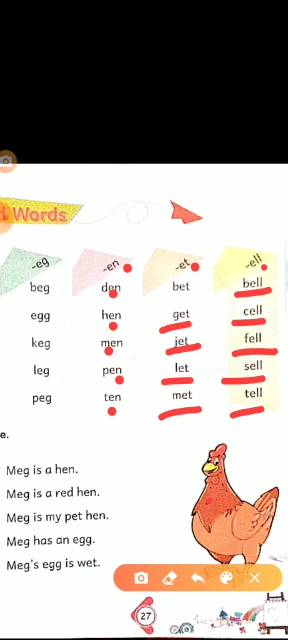 Words
-eg -en -et -ell
beg den bet bell
egg hen get cell
keg men jet fell
leg pen let sell
peg ten met tell
e.
Meg is a hen.
Meg is a red hen.
Meg is my pet hen.
Meg has an egg.
Meg's egg is wet.
27